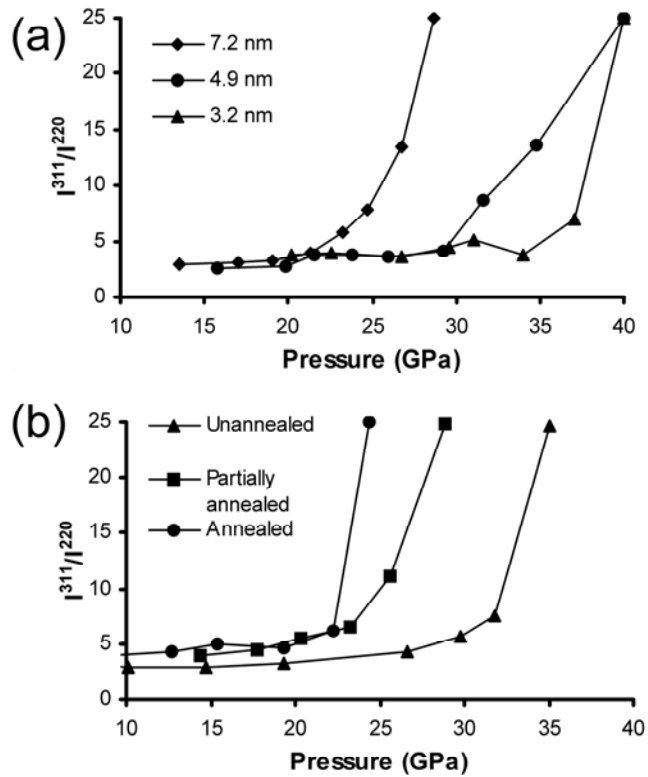 (a)
25
20
15
10
5
0
7.2 nm
4.9 nm
3.2 nm
I³¹¹/I²²⁰
10 15 20 25 30 35 40
Pressure (GPa)
(b)
25
20
15
10
5
0
Unannealed
Partially
annealed
Annealed
I³¹¹/I²²⁰
10 15 20 25 30 35 40
Pressure (GPa)